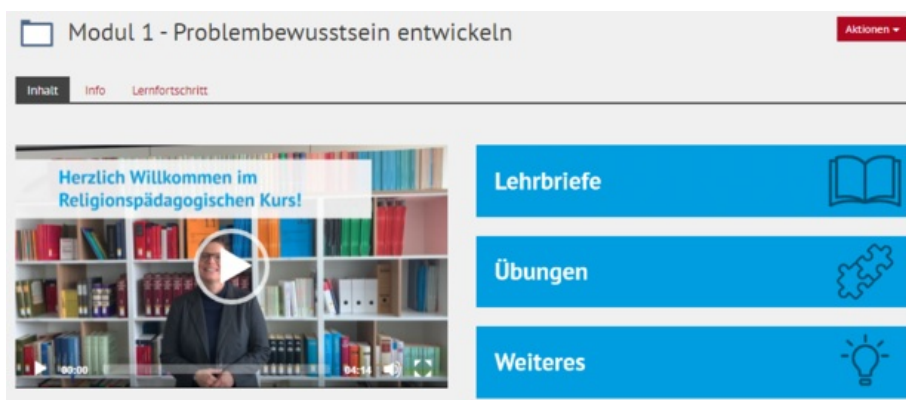 Modul 1 - Problembewusstsein entwickeln
Aktionen
Inhalt Info Lernfortschritt
Herzlich Willkommen im
Religionspädagogischen Kurs!
00:00 04:14
Lehrbriefe
Übungen
Weiteres